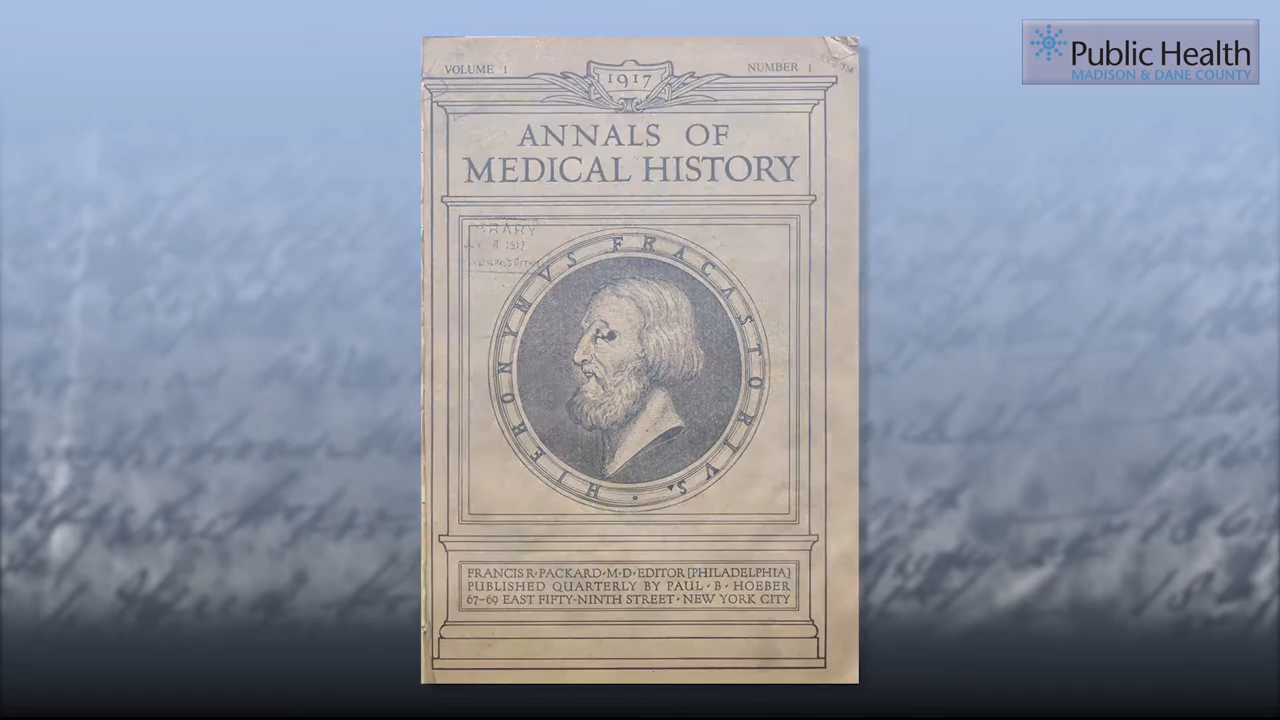 Public Health
MADISON & DANE COUNTY
VOLUME 1
1917
NUMBER 1
ANNALS OF
MEDICAL HISTORY
1917
HIERONYMVS FRACASTORIVS
FRANCIS R·PACKARD·M·D·EDITOR [PHILADELPHIA]
PUBLISHED QUARTERLY BY PAUL·B·HOEBER
67–69 EAST FIFTY-NINTH STREET·NEW YORK CITY